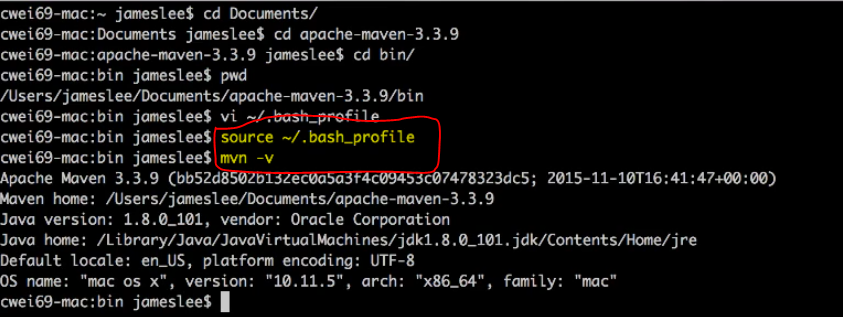 cwei69-mac:~ jameslee$ cd Documents/
cwei69-mac:Documents jameslee$ cd apache-maven-3.3.9
cwei69-mac:apache-maven-3.3.9 jameslee$ cd bin/
cwei69-mac:bin jameslee$ pwd
/Users/jameslee/Documents/apache-maven-3.3.9/bin
cwei69-mac:bin jameslee$ vi ~/.bash_profile
cwei69-mac:bin jameslee$ source ~/.bash_profile
cwei69-mac:bin jameslee$ mvn -v
Apache Maven 3.3.9 (bb52d8502b132ec0a5a3f4c09453c07478323dc5; 2015-11-10T16:41:47+00:00)
Maven home: /Users/jameslee/Documents/apache-maven-3.3.9
Java version: 1.8.0_101, vendor: Oracle Corporation
Java home: /Library/Java/JavaVirtualMachines/jdk1.8.0_101.jdk/Contents/Home/jre
Default locale: en_US, platform encoding: UTF-8
OS name: "mac os x", version: "10.11.5", arch: "x86_64", family: "mac"
cwei69-mac:bin jameslee$